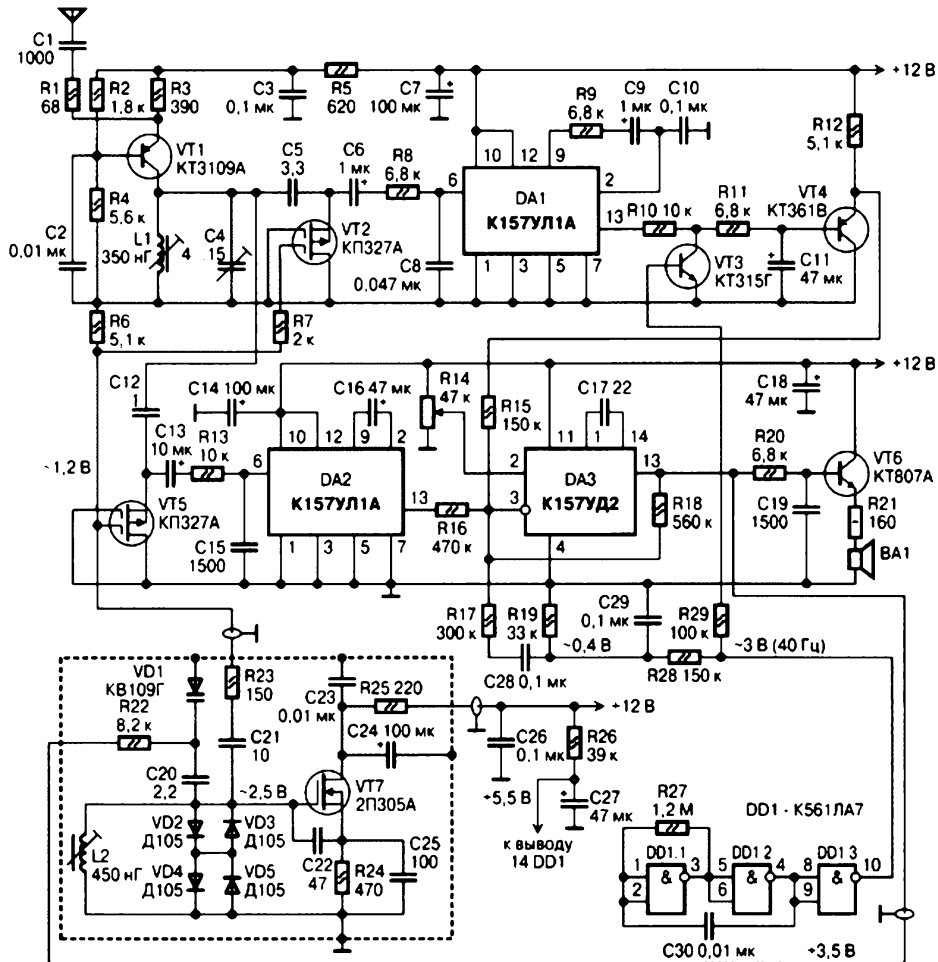 C1
1000
+12 В
R1
68
R2
1,8 к
R3
390
C3
0,1 мк
R5
620
C7
100 мк
R9
6,8 к
C9
1 мк
C10
0,1 мк
R12
5,1 к
VT1
КТ3109А
C5
3,3
C6
1 мк
R8
6,8 к
10
12
9
6
2
13
DA1
К157УЛ1А
1
3
5
7
R10 10 к
R11
6,8 к
VT4
КТ361В
R4
5,6 к
C2
0,01 мк
L1
350 нГ
4
C4
15
VT2
КП327А
C8
0,047 мк
VT3
КТ315Г
C11
47 мк
R6
5,1 к
R7
2 к
+12 В
C12
1
C14 100 мк
C16 47 мк
R14
47 к
R15
150 к
C17 22
C18
47 мк
C13
10 мк
R13
10 к
10
12
9
2
6
13
DA2
К157УЛ1А
1
3
5
7
11
1
14
2
3
13
4
DA3
К157УД2
R20
6,8 к
VT6
КТ807А
~1,2 В
VT5
КП327А
C15
1500
R16
470 к
R18
560 к
C19
1500
R21
160
BA1
R17
300 к
R19
33 к
C29
0,1 мк
R29
100 к
~0,4 В
~3 В (40 Гц)
C28 0,1 мк
R28 150 к
VD1
КВ109Г
R23
150
C23
0,01 мк
R25 220
+12 В
R22
8,2 к
C21
10
C24 100 мк
C26
0,1 мк
R26
39 к
C20
2,2
~2,5 В
VT7
2П305А
+5,5 В
C27
47 мк
R27
1,2 М
DD1 - К561ЛА7
VD2
Д105
VD3
Д105
L2
450 нГ
VD4
Д105
VD5
Д105
C22
47
R24
470
C25
100
к выводу
14 DD1
DD1.1
DD1 2
DD1 3
1
2
&
3
5
6
&
4
8
9
&
10
C30 0,01 мк
+3,5 В